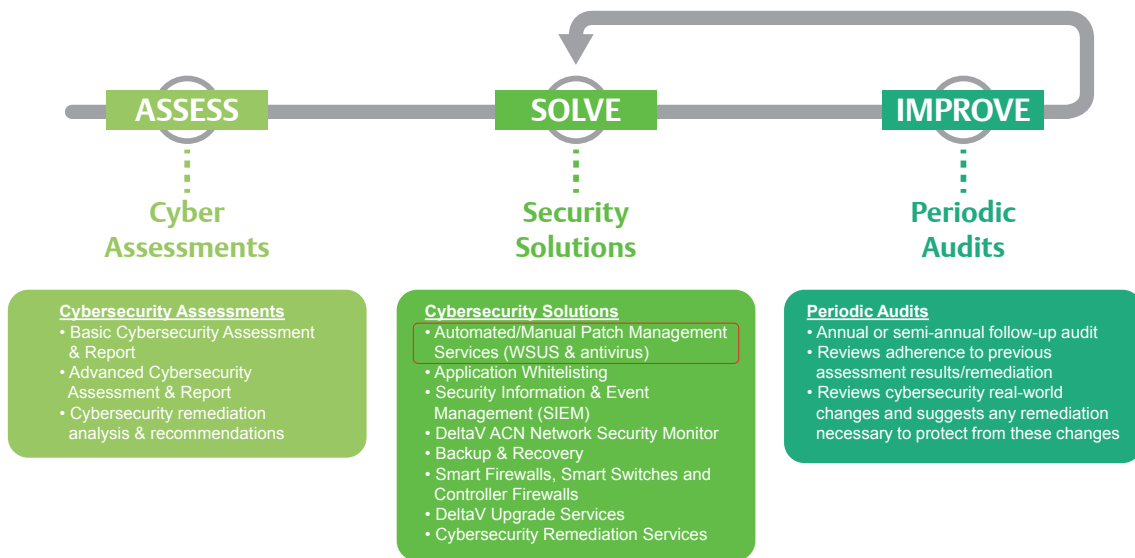 ASSESS
SOLVE
IMPROVE
Cyber
Assessments
Security
Solutions
Periodic
Audits
Cybersecurity Assessments
• Basic Cybersecurity Assessment
& Report
• Advanced Cybersecurity
Assessment & Report
• Cybersecurity remediation
analysis & recommendations
Cybersecurity Solutions
• Automated/Manual Patch Management
Services (WSUS & antivirus)
• Application Whitelisting
• Security Information & Event
Management (SIEM)
• DeltaV ACN Network Security Monitor
• Backup & Recovery
• Smart Firewalls, Smart Switches and
Controller Firewalls
• DeltaV Upgrade Services
• Cybersecurity Remediation Services
Periodic Audits
• Annual or semi-annual follow-up audit
• Reviews adherence to previous
assessment results/remediation
• Reviews cybersecurity real-world
changes and suggests any remediation
necessary to protect from these changes